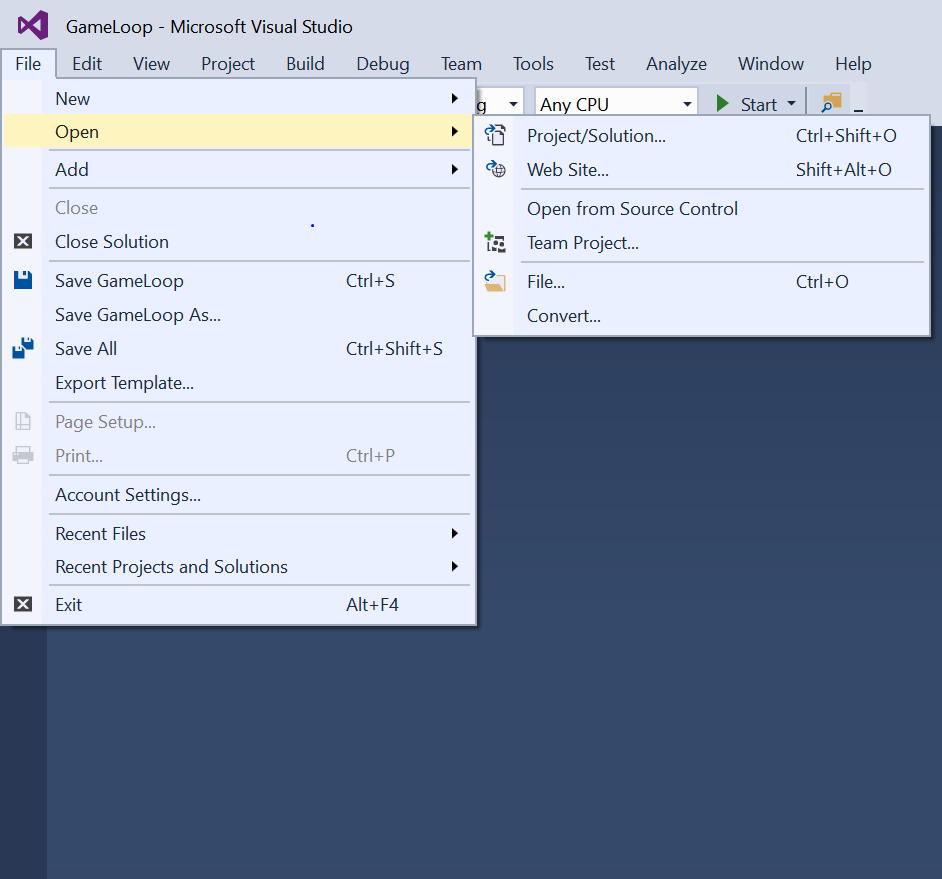 GameLoop - Microsoft Visual Studio
File Edit View Project Build Debug Team Tools Test Analyze Window Help
g Any CPU Start
New
Open
Add
Close
Close Solution
Save GameLoop Ctrl+S
Save GameLoop As...
Save All Ctrl+Shift+S
Export Template...
Page Setup...
Print... Ctrl+P
Account Settings...
Recent Files
Recent Projects and Solutions
Exit Alt+F4
Project/Solution... Ctrl+Shift+O
Web Site... Shift+Alt+O
Open from Source Control
Team Project...
File... Ctrl+O
Convert...